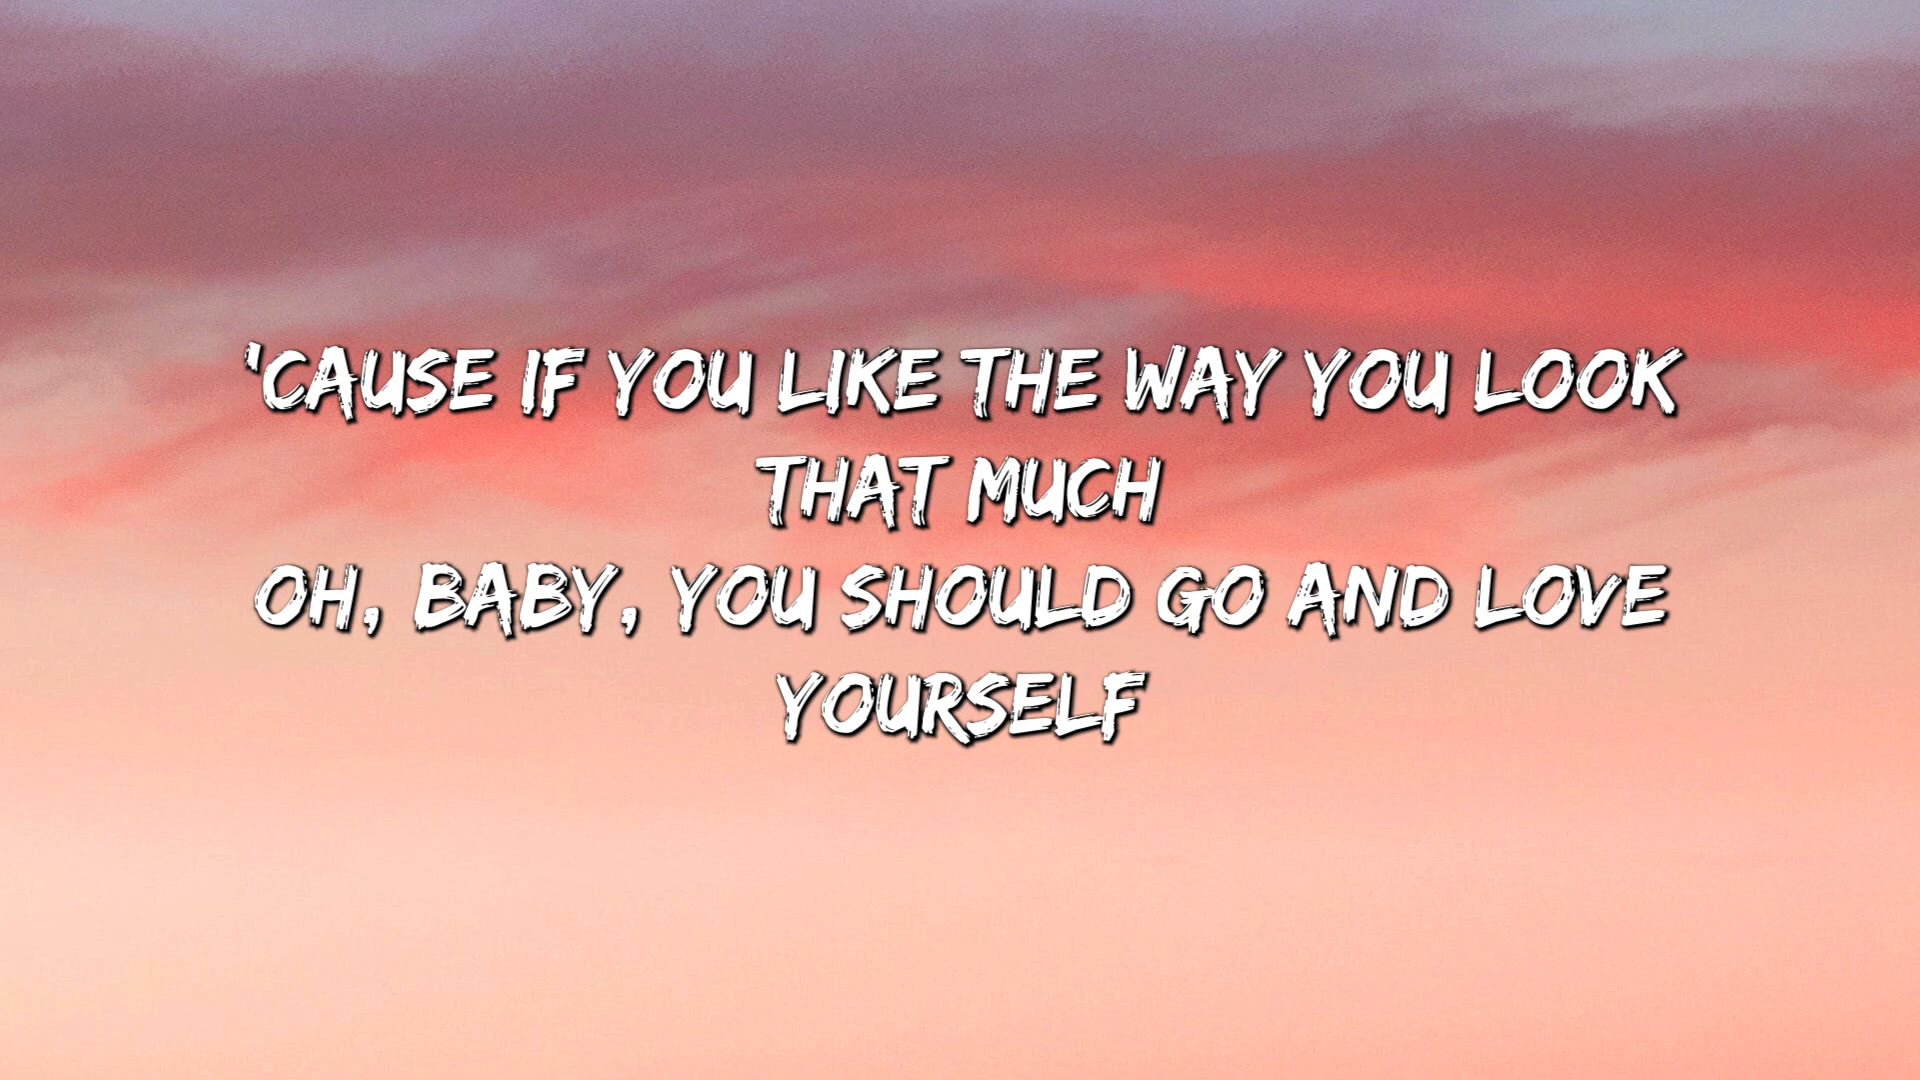 'CAUSE IF YOU LIKE THE WAY YOU LOOK
THAT MUCH
OH, BABY, YOU SHOULD GO AND LOVE
YOURSELF